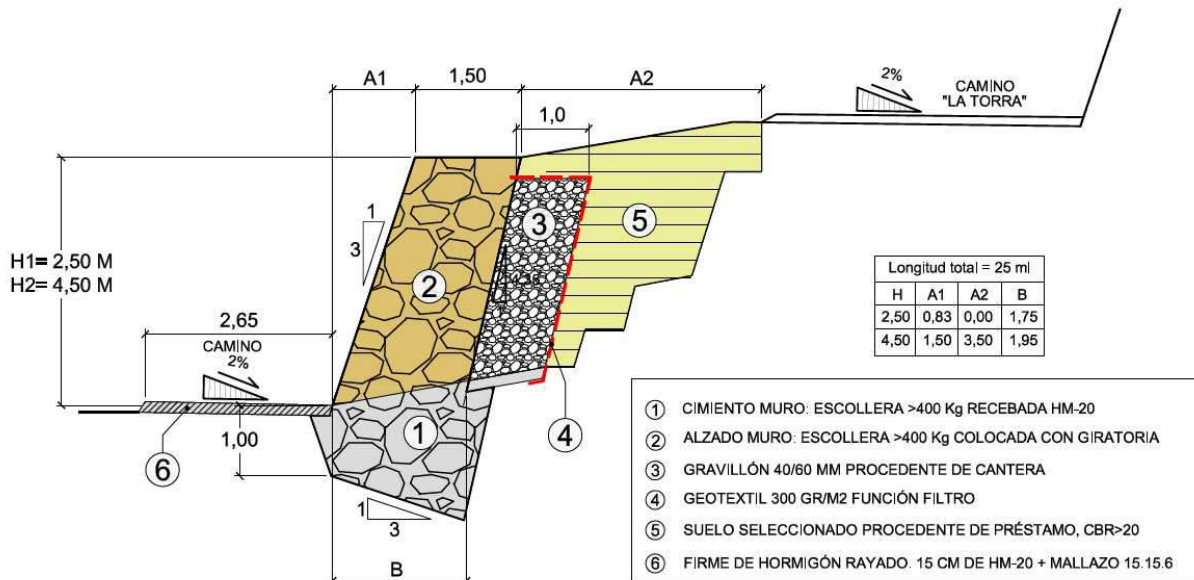 A1
1,50
A2
2%
CAMINO
"LA TORRA"
1,0
1
3
H1= 2,50 M
H2= 4,50 M
2
3
5
2,65
CAMINO
2%
1,00
1
6
4
1
3
B
Longitud total = 25 ml
H A1 A2 B
2,50 0,83 0,00 1,75
4,50 1,50 3,50 1,95
1 CIMIENTO MURO: ESCOLLERA >400 Kg RECEBADA HM-20
2 ALZADO MURO: ESCOLLERA >400 Kg COLOCADA CON GIRATORIA
3 GRAVILLÓN 40/60 MM PROCEDENTE DE CANTERA
4 GEOTEXTIL 300 GR/M2 FUNCIÓN FILTRO
5 SUELO SELECCIONADO PROCEDENTE DE PRÉSTAMO, CBR>20
6 FIRME DE HORMIGÓN RAYADO. 15 CM DE HM-20 + MALLAZO 15.15.6